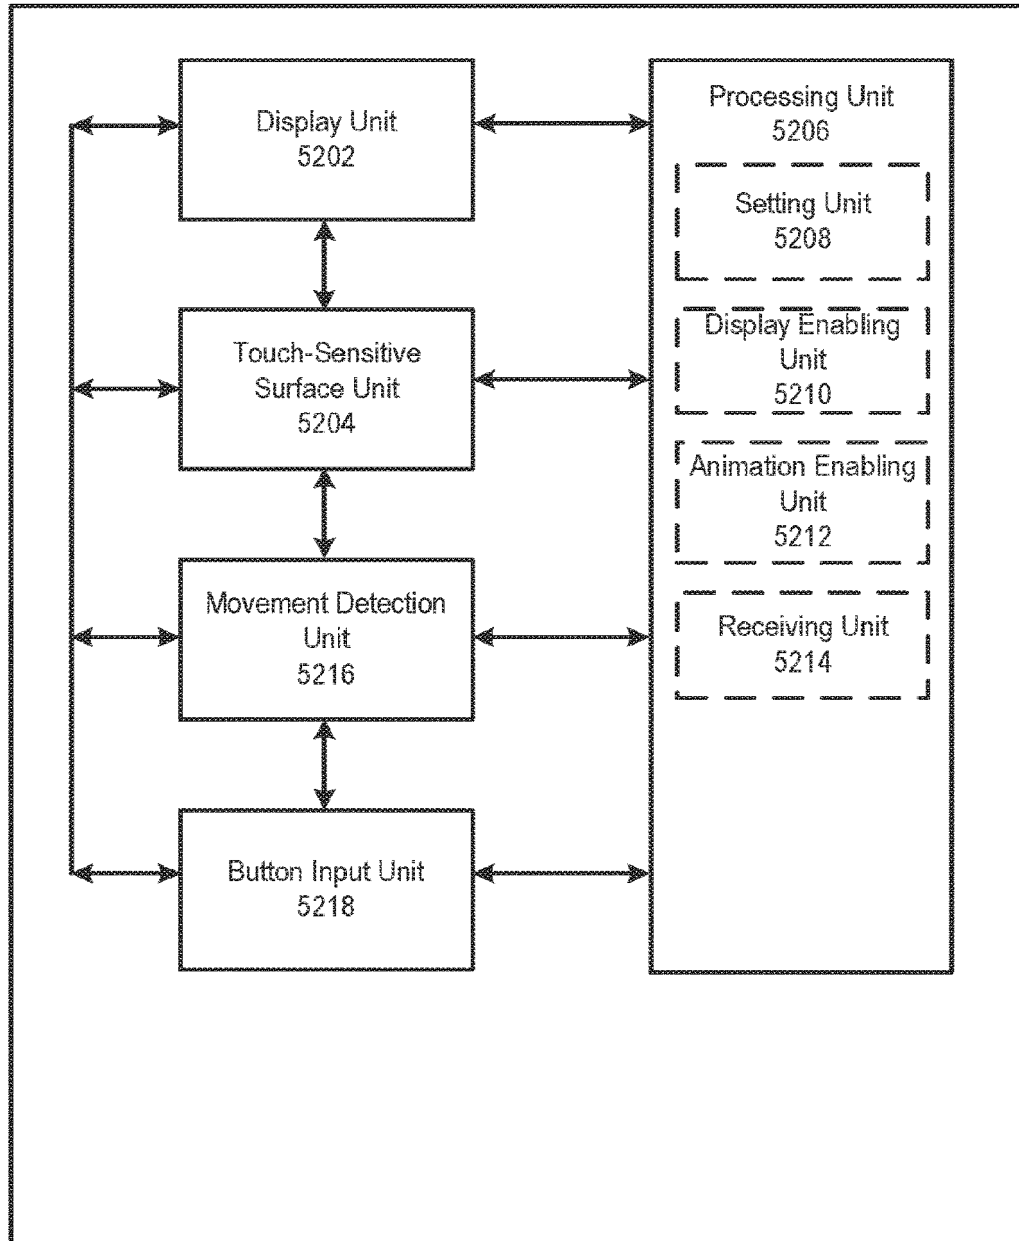 Display Unit
5202
Touch-Sensitive
Surface Unit
5204
Movement Detection
Unit
5216
Button Input Unit
5218
Processing Unit
5206
Setting Unit
5208
Display Enabling
Unit
5210
Animation Enabling
Unit
5212
Receiving Unit
5214